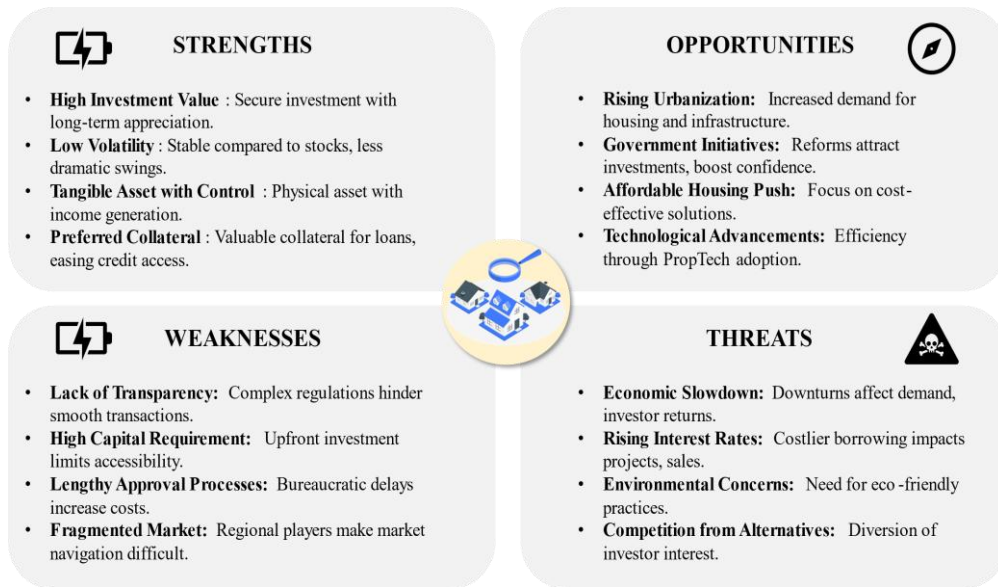 STRENGTHS
• High Investment Value : Secure investment with
long-term appreciation.
• Low Volatility : Stable compared to stocks, less
dramatic swings.
• Tangible Asset with Control : Physical asset with
income generation.
• Preferred Collateral : Valuable collateral for loans,
easing credit access.
OPPORTUNITIES
• Rising Urbanization: Increased demand for
housing and infrastructure.
• Government Initiatives: Reforms attract
investments, boost confidence.
• Affordable Housing Push: Focus on cost-
effective solutions.
• Technological Advancements: Efficiency
through PropTech adoption.
WEAKNESSES
• Lack of Transparency: Complex regulations hinder
smooth transactions.
• High Capital Requirement: Upfront investment
limits accessibility.
• Lengthy Approval Processes: Bureaucratic delays
increase costs.
• Fragmented Market: Regional players make market
navigation difficult.
THREATS
• Economic Slowdown: Downturns affect demand,
investor returns.
• Rising Interest Rates: Costlier borrowing impacts
projects, sales.
• Environmental Concerns: Need for eco -friendly
practices.
• Competition from Alternatives: Diversion of
investor interest.